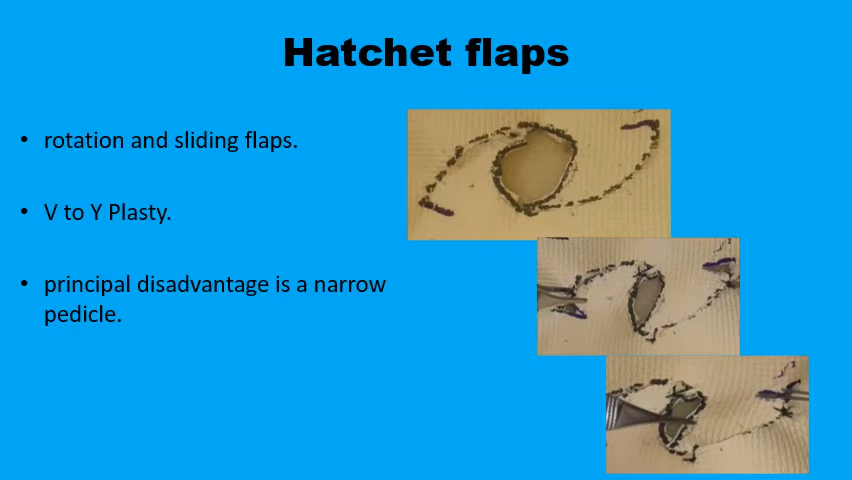 Hatchet flaps
• rotation and sliding flaps.
• V to Y Plasty.
• principal disadvantage is a narrow
pedicle.